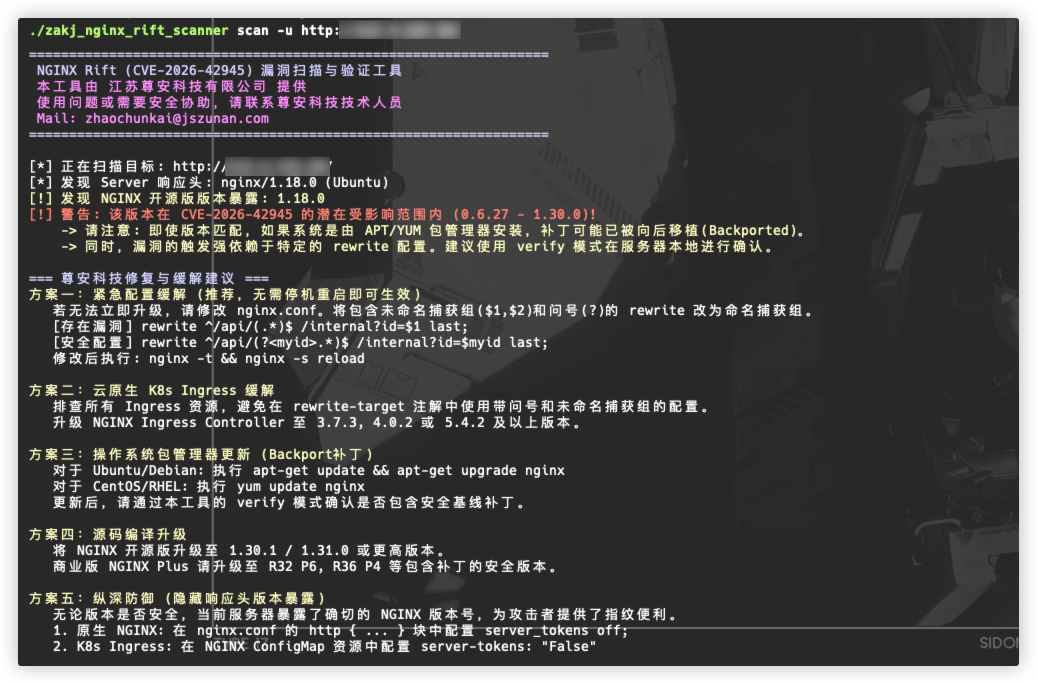 ./zakj_nginx_rift_scanner scan -u http:
================================================================
NGINX Rift (CVE-2026-42945) 漏洞扫描与验证工具
本工具由 江苏尊安科技有限公司 提供
使用问题或需要安全协助, 请联系尊安科技技术人员
Mail: zhaochunkai@jszunan.com
================================================================
[*] 正在扫描目标: http:///
[*] 发现 Server 响应头: nginx/1.18.0 (Ubuntu)
[!] 发现 NGINX 开源版版本暴露: 1.18.0
[!] 警告: 该版本在 CVE-2026-42945 的潜在受影响范围内 (0.6.27 - 1.30.0)!
-> 请注意: 即使版本匹配, 如果系统是由 APT/YUM 包管理器安装, 补丁可能已被向后移植(Backported)。
-> 同时, 漏洞的触发强依赖于特定的 rewrite 配置。建议使用 verify 模式在服务器本地进行确认。
=== 尊安科技修复与缓解建议 ===
方案一: 紧急配置缓解 (推荐, 无需停机重启即可生效)
若无法立即升级, 请修改 nginx.conf。将包含未命名捕获组($1,$2)和问号(?)的 rewrite 改为命名捕获组。
[存在漏洞] rewrite ^/api/(.*)$ /internal?id=$1 last;
[安全配置] rewrite ^/api/(?<myid>.*)$ /internal?id=$myid last;
修改后执行: nginx -t && nginx -s reload
方案二: 云原生 K8s Ingress 缓解
排查所有 Ingress 资源, 避免在 rewrite-target 注解中使用带问号和未命名捕获组的配置。
升级 NGINX Ingress Controller 至 3.7.3, 4.0.2 或 5.4.2 及以上版本。
方案三: 操作系统包管理器更新 (Backport补丁)
对于 Ubuntu/Debian: 执行 apt-get update && apt-get upgrade nginx
对于 CentOS/RHEL: 执行 yum update nginx
更新后, 请通过本工具的 verify 模式确认是否包含安全基线补丁。
方案四: 源码编译升级
将 NGINX 开源版升级至 1.30.1 / 1.31.0 或更高版本。
商业版 NGINX Plus 请升级至 R32 P6, R36 P4 等包含补丁的安全版本。
方案五: 纵深防御 (隐藏响应头版本暴露)
无论版本是否安全, 当前服务器暴露了确切的 NGINX 版本号, 为攻击者提供了指纹便利。
1. 原生 NGINX: 在 nginx.conf 的 http { ... } 块中配置 server_tokens off;
2. K8s Ingress: 在 NGINX ConfigMap 资源中配置 server-tokens: "False"